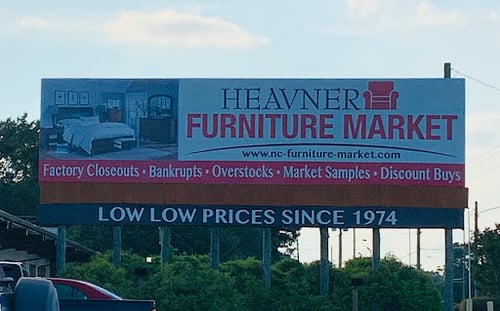 HEAVNER
FURNITURE MARKET
www.nc-furniture-market.com
Factory Closeouts • Bankrupts • Overstocks • Market Samples • Discount Buys
LOW LOW PRICES SINCE 1974